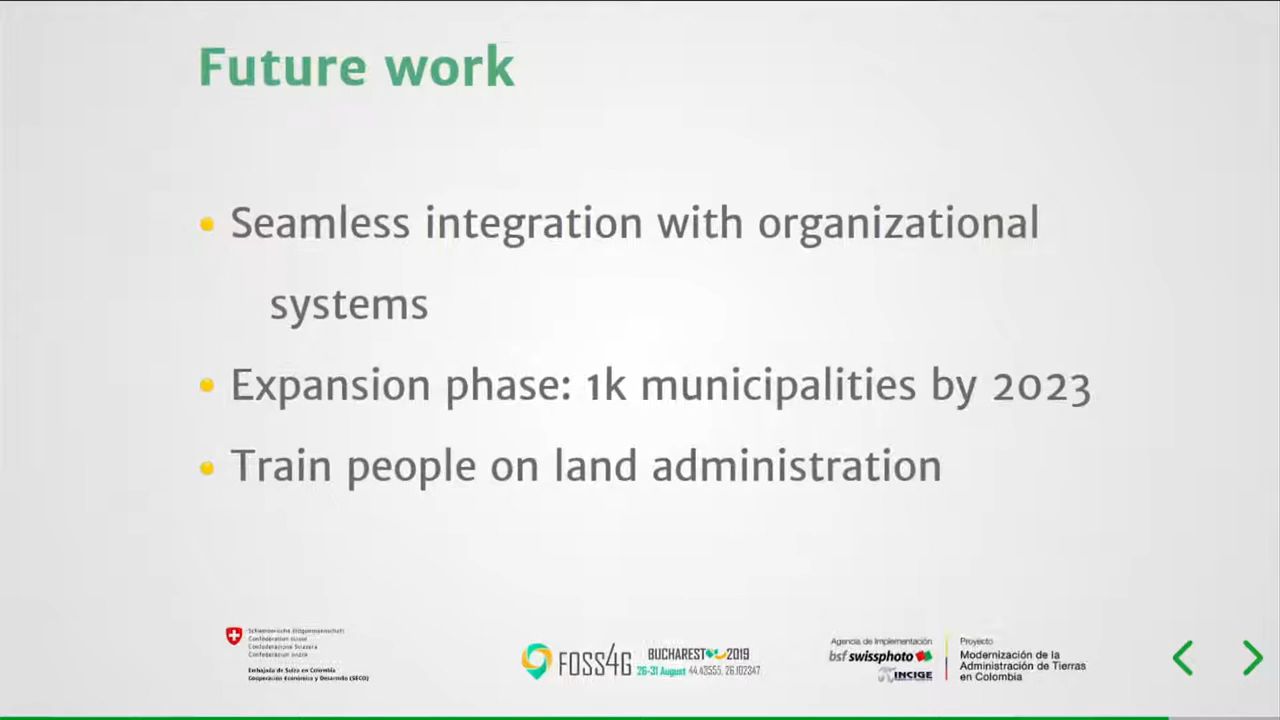 Future work
Seamless integration with organizational
systems
Expansion phase: 1k municipalities by 2023
Train people on land administration
Schweizerische Eidgenossenschaft
Confédération suisse
Confederazione Svizzera
Confederaziun svizra
Embajada de Suiza en Colombia
Cooperación Económica y Desarrollo (SECO)
FOSS4G
BUCHAREST 2019
26-31 August 44.43555, 26.102347
Agencia de Implementación
bsf swissphoto
INCIGE
Proyecto
Modernización de la
Administración de Tierras
en Colombia